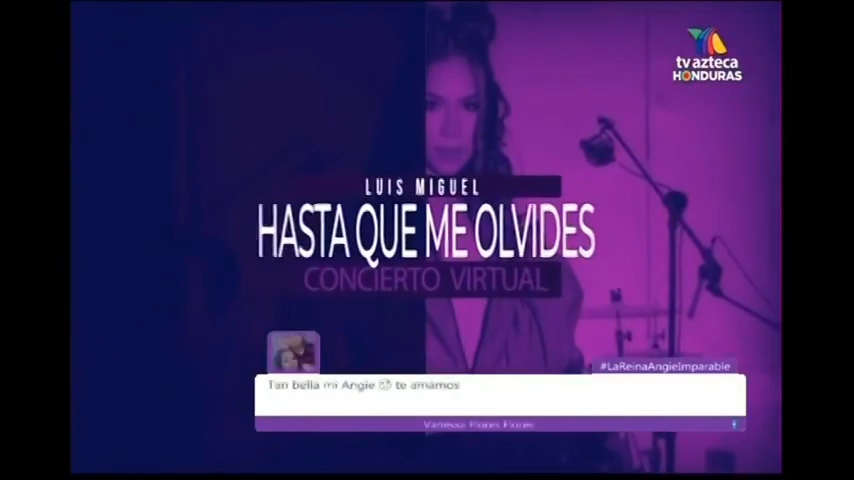 tv azteca
HONDURAS
LUIS MIGUEL
HASTA QUE ME OLVIDES
CONCIERTO VIRTUAL
#LaReinaAngieImparable
Tan bella mi Angie 🥺 te amamos
Vanessa Flores Flores